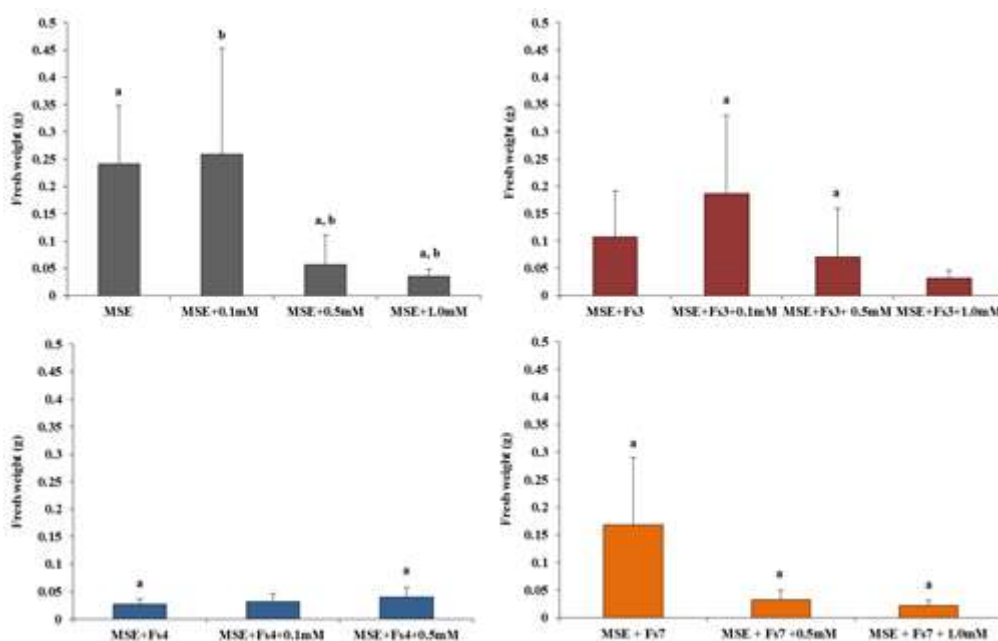 0.5
0.45
0.4
0.35
0.3
0.25
0.2
0.15
0.1
0.05
0
Fresh weight (g)
a
b
a, b
a, b
MSE
MSE+0.1mM
MSE+0.5mM
MSE+1.0mM
0.5
0.45
0.4
0.35
0.3
0.25
0.2
0.15
0.1
0.05
0
Fresh weight (g)
a
a
MSE+Fs3
MSE+Fs3+0.1mM
MSE+Fs3+ 0.5mM
MSE+Fs3+1.0mM
0.5
0.45
0.4
0.35
0.3
0.25
0.2
0.15
0.1
0.05
0
Fresh weight (g)
a
a
MSE+Fs4
MSE+Fs4+0.1mM
MSE+Fs4+0.5mM
0.5
0.45
0.4
0.35
0.3
0.25
0.2
0.15
0.1
0.05
0
Fresh weight (g)
a
a
a
MSE + Fs7
MSE + Fs7+ 0.5mM
MSE + Fs7 + 1.0mM